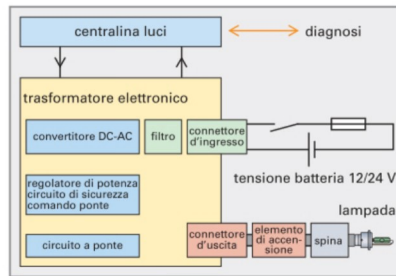 centralina luci
diagnosi
trasformatore elettronico
convertitore DC-AC
filtro
connettore
d'ingresso
tensione batteria 12/24 V
regolatore di potenza
circuito di sicurezza
comando ponte
lampada
circuito a ponte
connettore
d'uscita
elemento
di accen-
sione
spina